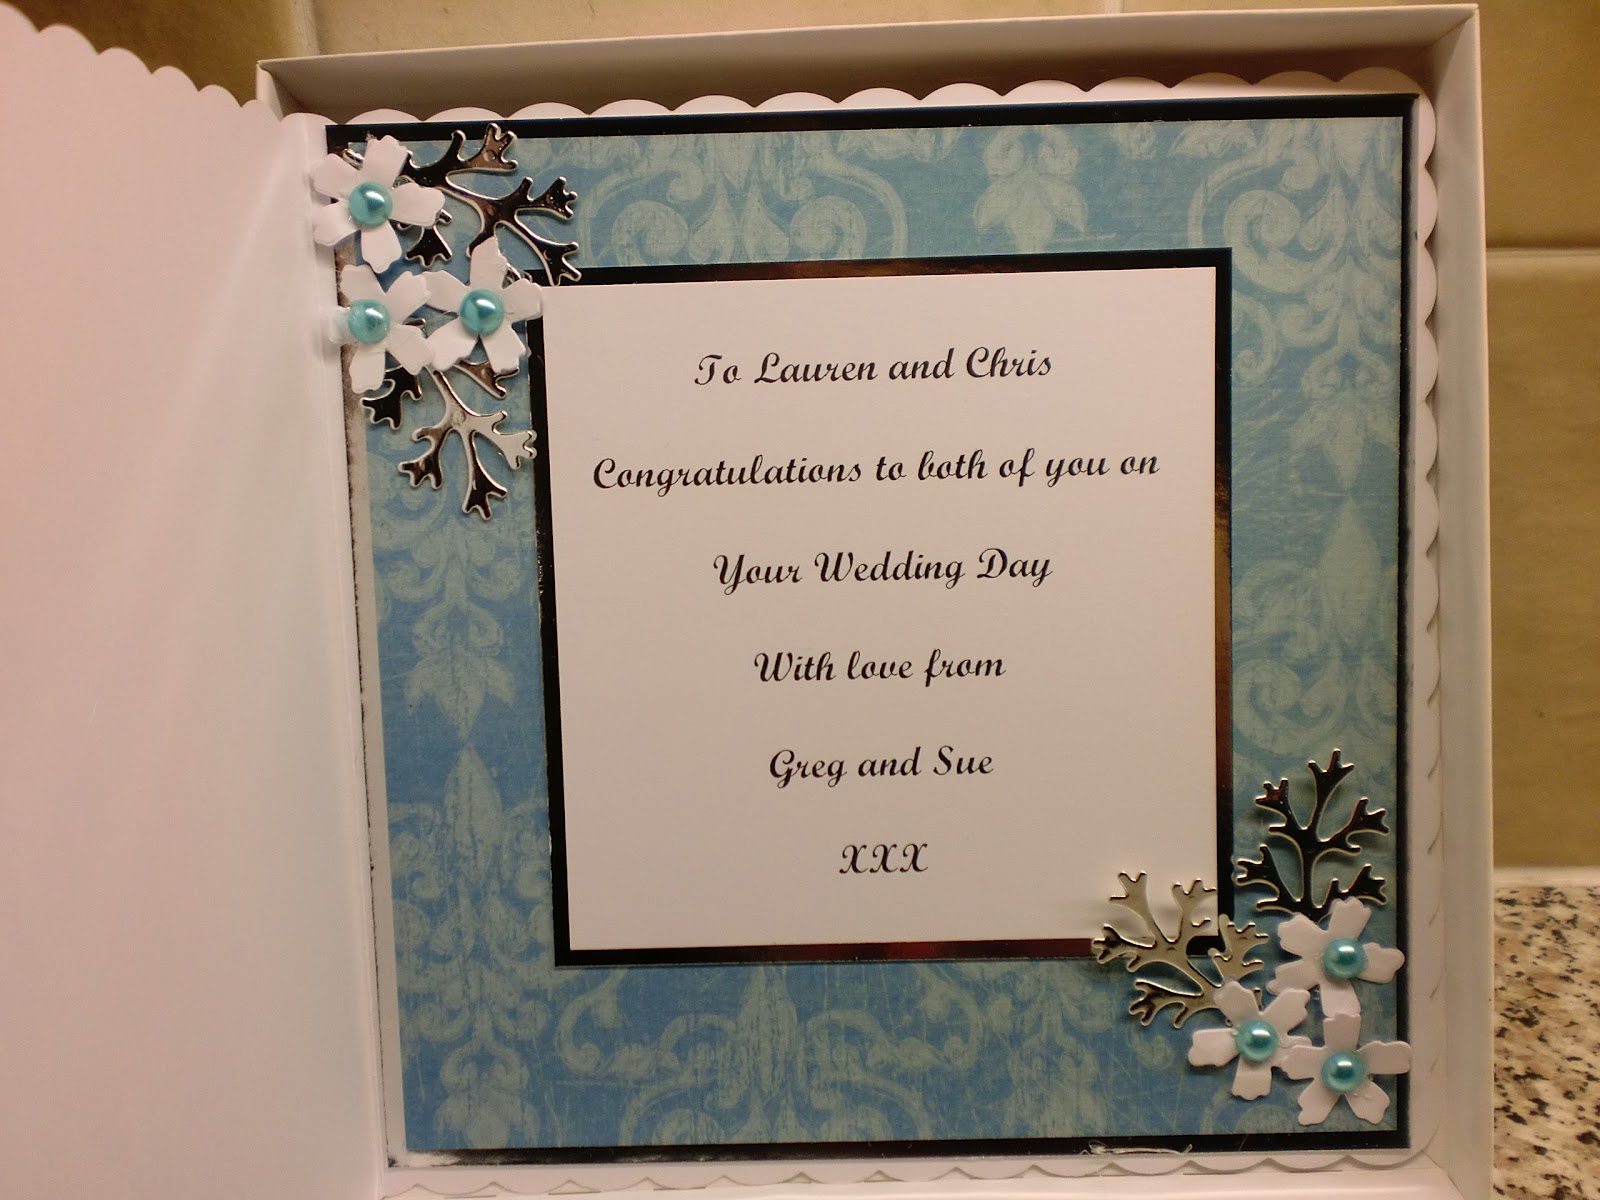 To Lauren and Chris
Congratulations to both of you on
Your Wedding Day
With love from
Greg and Sue
XXX